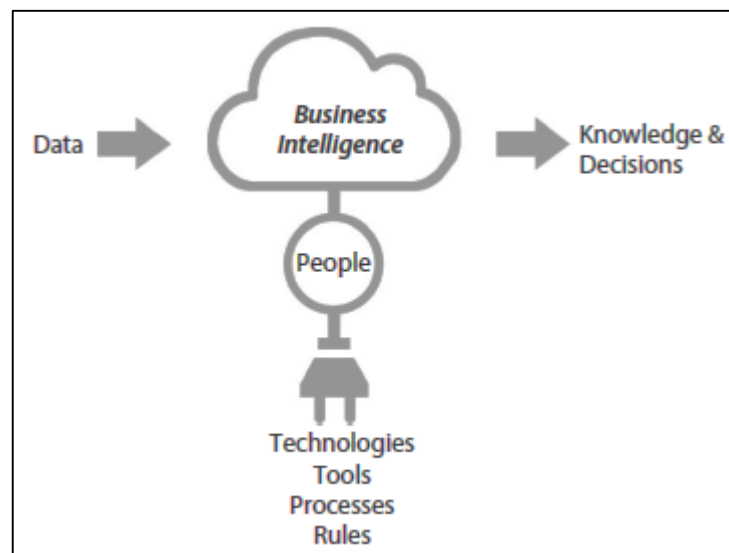 Business
Intelligence
Data
Knowledge &
Decisions
People
Technologies
Tools
Processes
Rules